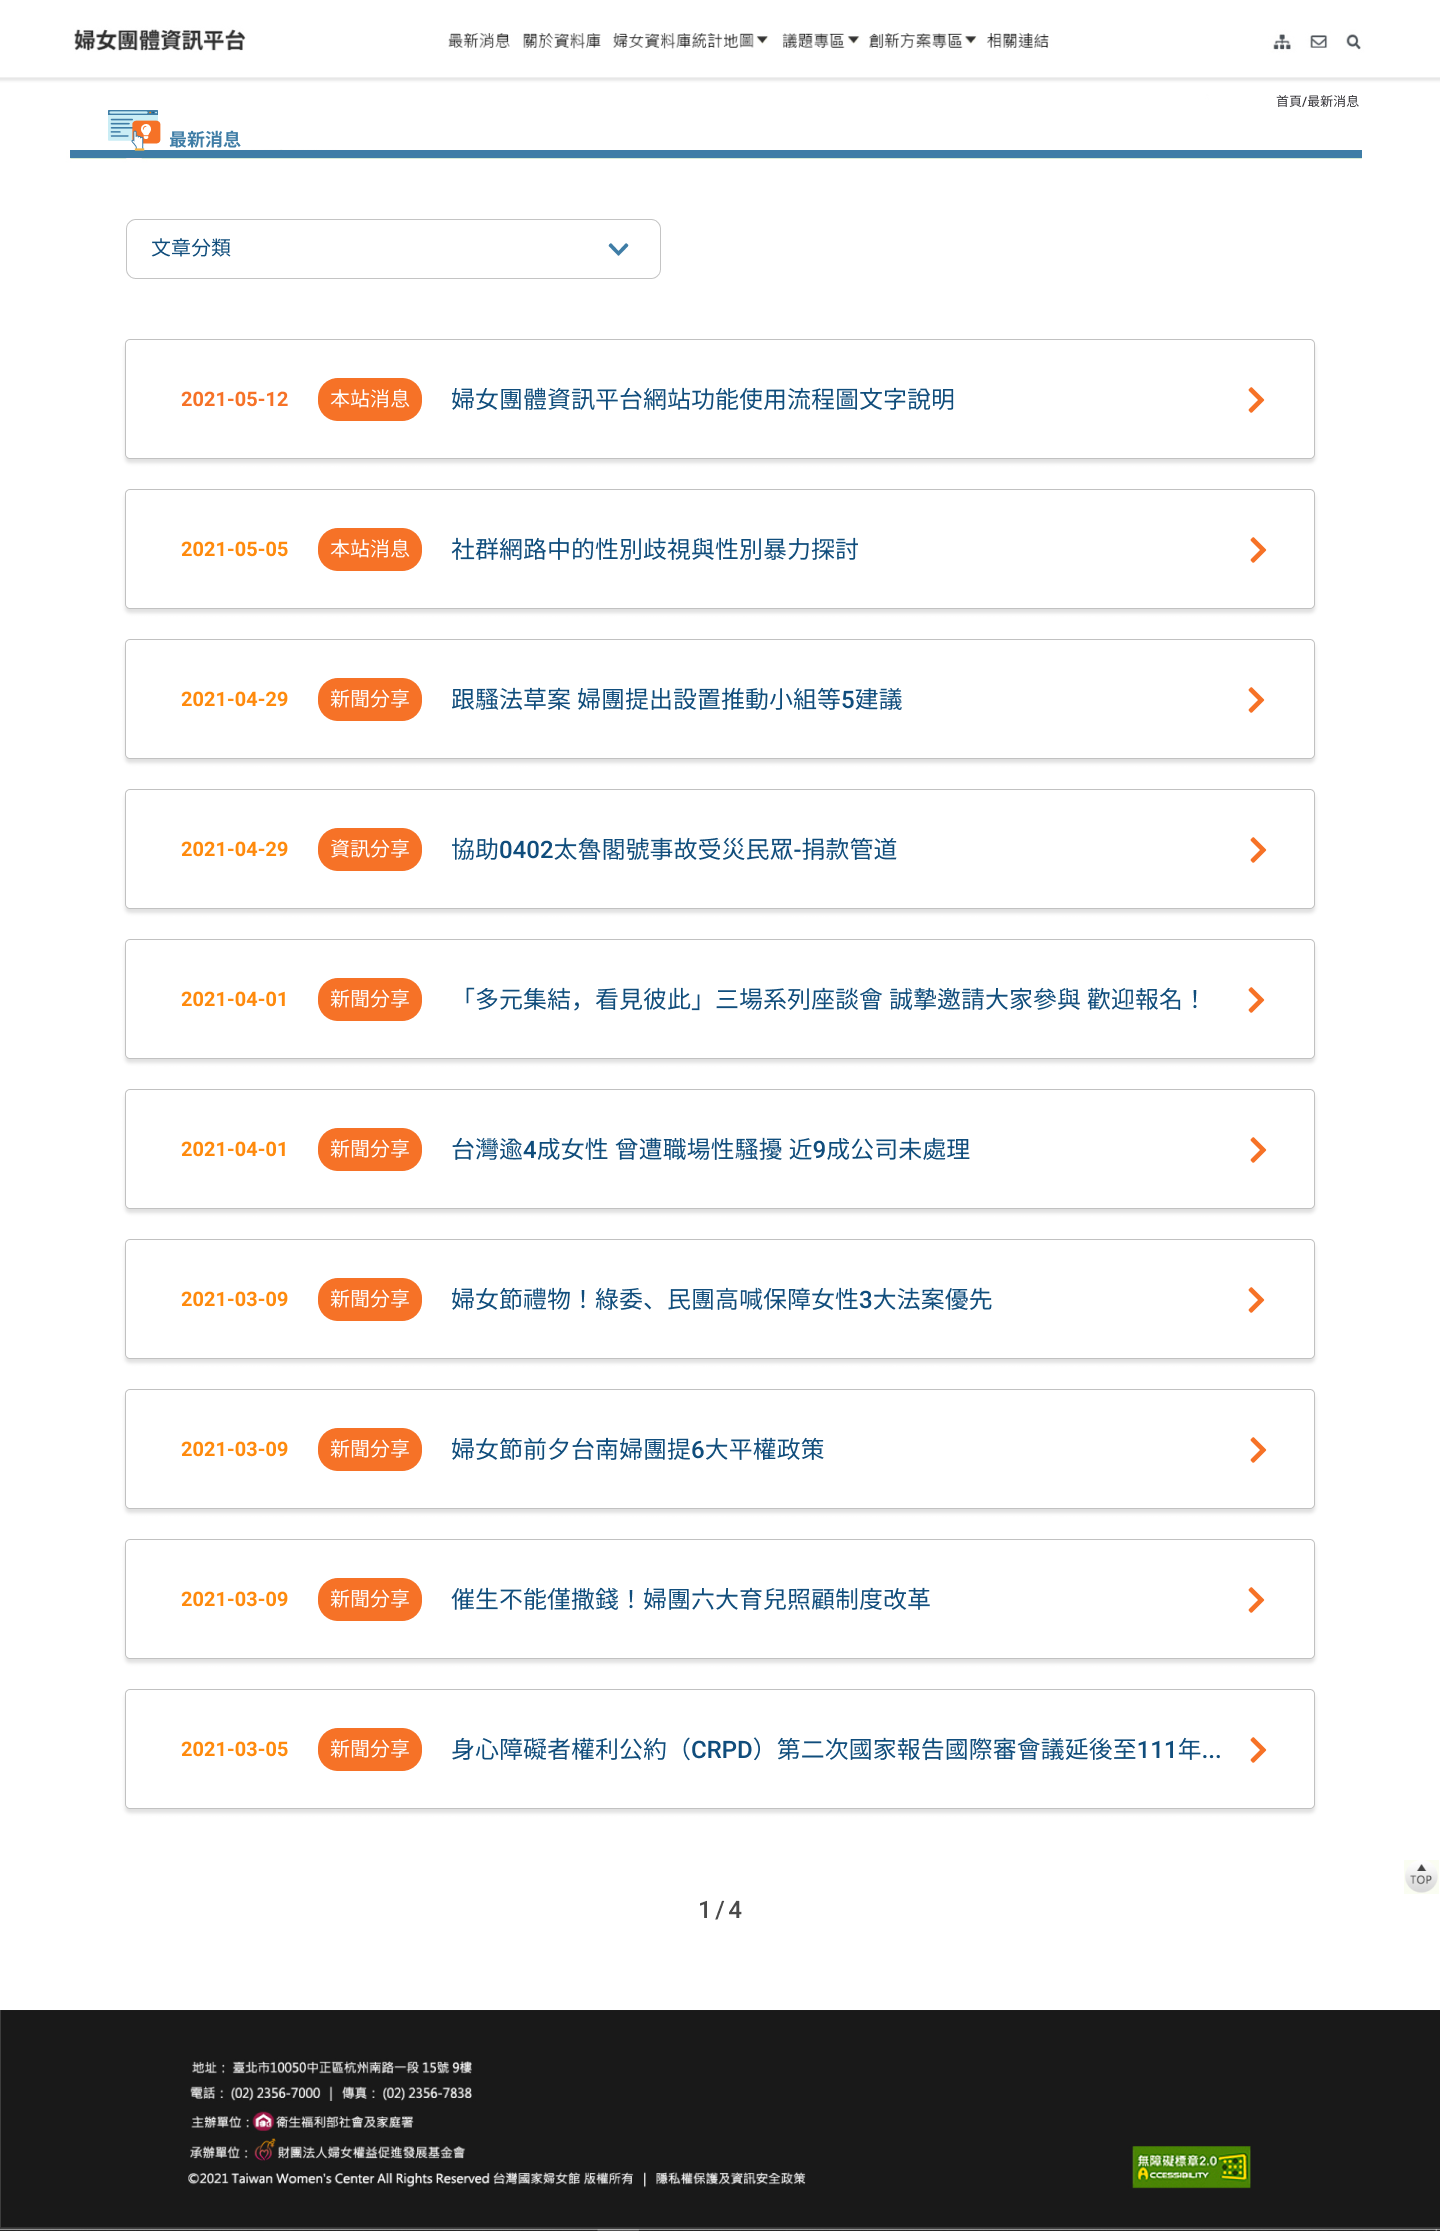 婦女團體資訊平台
最新消息 關於資料庫 婦女資料庫統計地圖 議題專區 創新方案專區 相關連結
首頁/最新消息
最新消息
文章分類
2021-05-12 本站消息 婦女團體資訊平台網站功能使用流程圖文字說明
2021-05-05 本站消息 社群網路中的性別歧視與性別暴力探討
2021-04-29 新聞分享 跟騷法草案 婦團提出設置推動小組等5建議
2021-04-29 資訊分享 協助0402太魯閣號事故受災民眾-捐款管道
2021-04-01 新聞分享 「多元集結，看見彼此」三場系列座談會 誠摯邀請大家參與 歡迎報名！
2021-04-01 新聞分享 台灣逾4成女性 曾遭職場性騷擾 近9成公司未處理
2021-03-09 新聞分享 婦女節禮物！綠委、民團高喊保障女性3大法案優先
2021-03-09 新聞分享 婦女節前夕台南婦團提6大平權政策
2021-03-09 新聞分享 催生不能僅撒錢！婦團六大育兒照顧制度改革
2021-03-05 新聞分享 身心障礙者權利公約（CRPD）第二次國家報告國際審會議延後至111年...
TOP
1 / 4
地址： 臺北市10050中正區杭州南路一段 15號 9樓
電話： (02) 2356-7000 | 傳真： (02) 2356-7838
主辦單位： 衛生福利部社會及家庭署
承辦單位： 財團法人婦女權益促進發展基金會
©2021 Taiwan Women's Center All Rights Reserved 台灣國家婦女館 版權所有 | 隱私權保護及資訊安全政策
無障礙標章2.0
ACCESSIBILITY